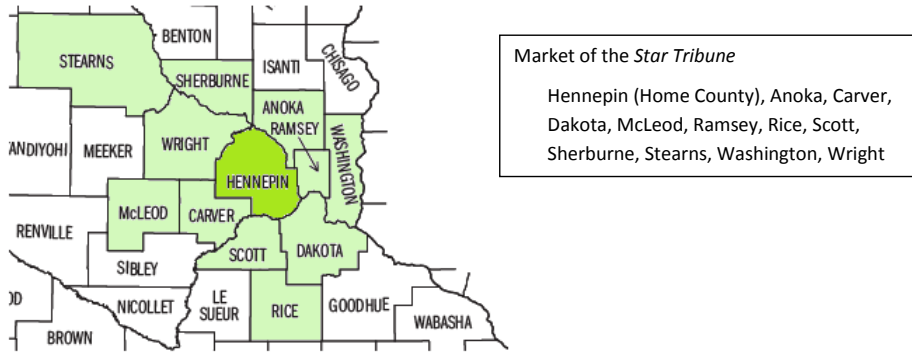 BENTON
STEARNS
ISANTI
CHISAGO
SHERBURNE
ANOKA
RAMSEY
WASHINGTON
WRIGHT
ANDIYOHI
MEEKER
HENNEPIN
McLEOD
CARVER
RENVILLE
SCOTT
DAKOTA
SIBLEY
OD
NICOLLET
LE
SUEUR
RICE
GOODHUE
WABASHA
BROWN
Market of the Star Tribune
Hennepin (Home County), Anoka, Carver,
Dakota, McLeod, Ramsey, Rice, Scott,
Sherburne, Stearns, Washington, Wright